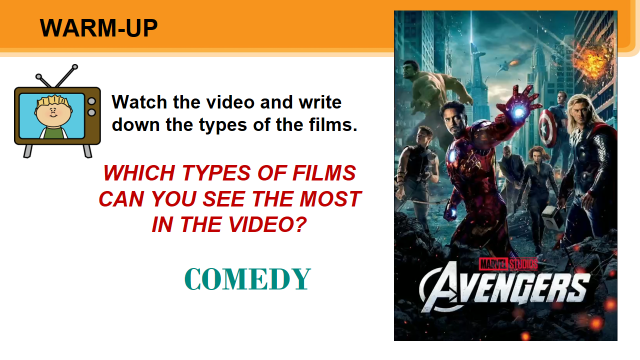 WARM-UP
Watch the video and write
down the types of the films.
WHICH TYPES OF FILMS
CAN YOU SEE THE MOST
IN THE VIDEO?
COMEDY
MARVEL STUDIOS
AVENGERS